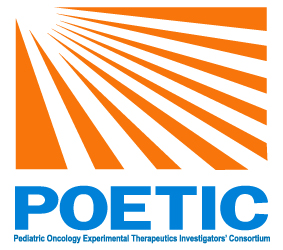 POETIC
Pediatric Oncology Experimental Therapeutics Investigators' Consortium